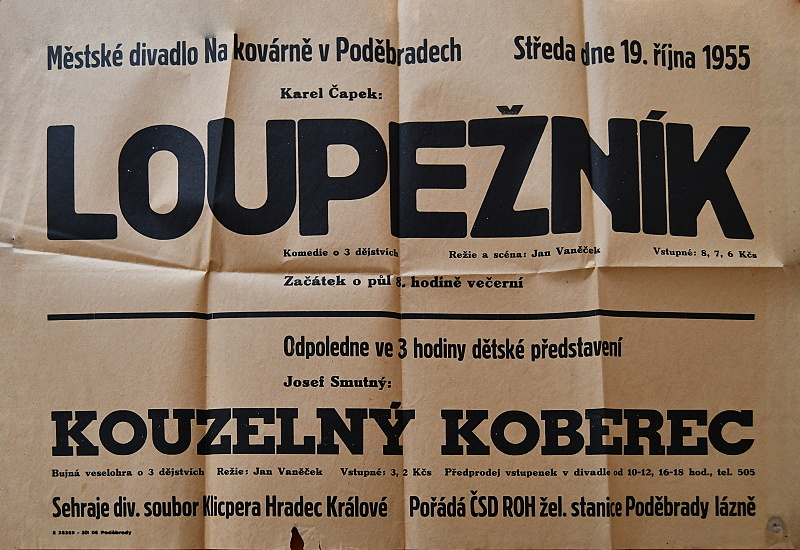 Městské divadlo Na kovárně v Poděbradech Středa dne 19. října 1955
Karel Čapek:
LOUPEŽNÍK
Komedie o 3 dějstvích Režie a scéna: Jan Vaněček Vstupné: 8, 7, 6 Kčs
Začátek o půl 8. hodině večerní
Odpoledne ve 3 hodiny dětské představení
Josef Smutný:
KOUZELNÝ KOBEREC
Bujná veselohra o 3 dějstvích Režie: Jan Vaněček Vstupné: 3, 2 Kčs Předprodej vstupenek v divadle od 10-12, 16-18 hod., tel. 505
Sehraje div. soubor Klicpera Hradec Králové Pořádá ČSD ROH žel. stanice Poděbrady lázně
Poděbrady